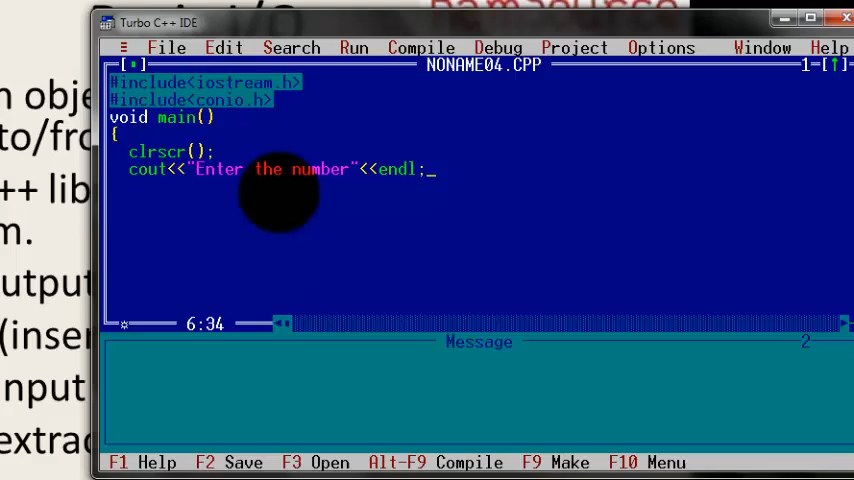 Turbo C++ IDE
≡ File Edit Search Run Compile Debug Project Options Window Help
[▪] NONAME04.CPP 1=[↑]
#include<iostream.h>
#include<conio.h>
void main()
{
clrscr();
cout<<"Enter the number"<<endl;_
6:34
Message 2
F1 Help F2 Save F3 Open Alt-F9 Compile F9 Make F10 Menu
n obje
to/fro
++ lib
m.
utput
(inser
nput
extra